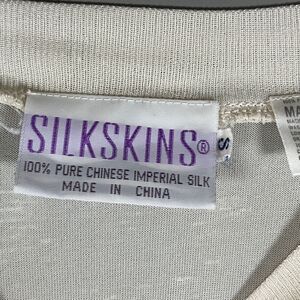 SILKSKINS®
100% PURE CHINESE IMPERIAL SILK
MADE IN CHINA
S